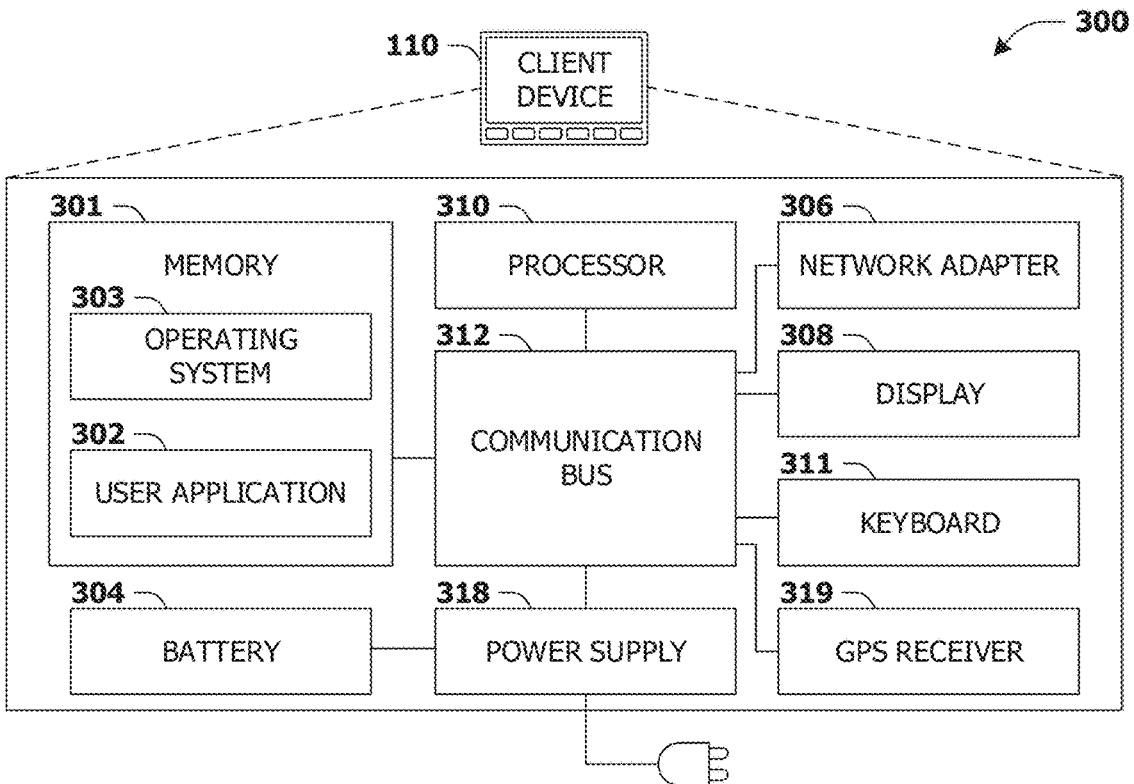 300
110
CLIENT
DEVICE
301
MEMORY
303
OPERATING
SYSTEM
302
USER APPLICATION
310
PROCESSOR
312
COMMUNICATION
BUS
306
NETWORK ADAPTER
308
DISPLAY
311
KEYBOARD
304
BATTERY
318
POWER SUPPLY
319
GPS RECEIVER